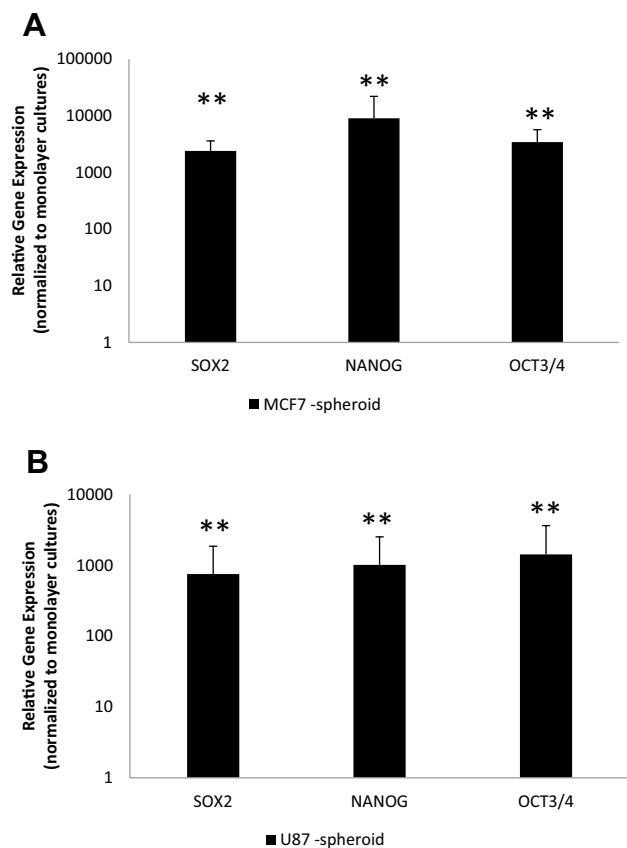 A
Relative Gene Expression
(normalized to monolayer cultures)
100000
10000
1000
100
10
1
**
**
**
SOX2
NANOG
OCT3/4
MCF7 -spheroid
B
Relative Gene Expression
(normalized to monolayer cultures)
10000
1000
100
10
1
**
**
**
SOX2
NANOG
OCT3/4
U87 -spheroid